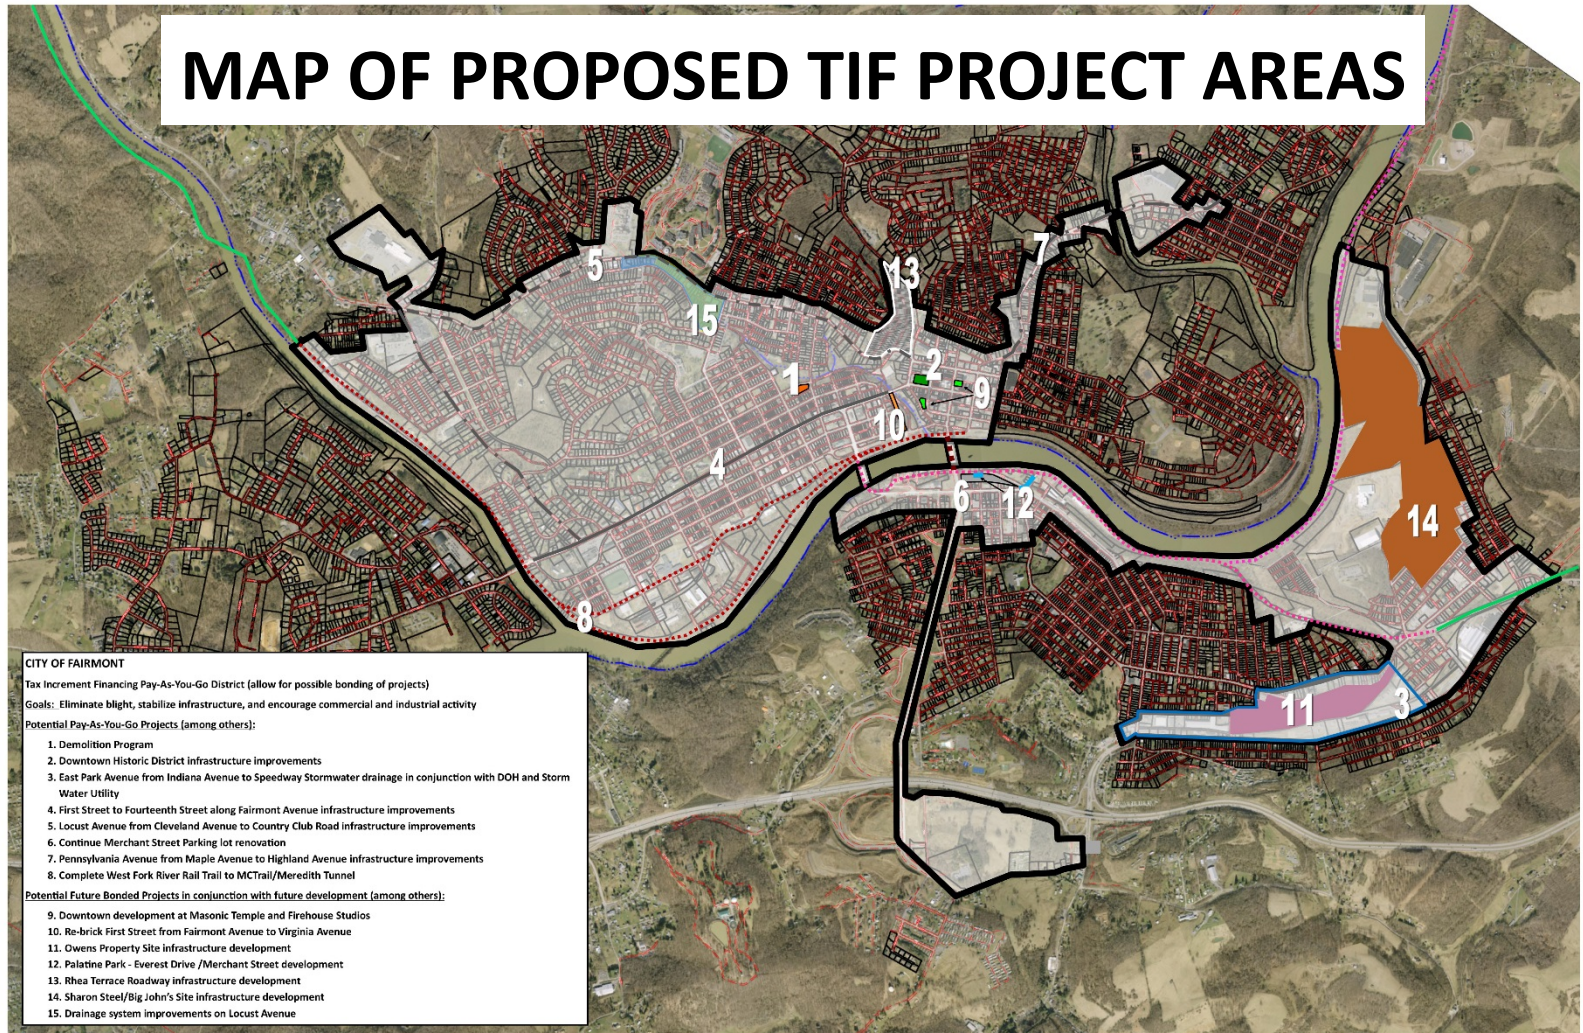 MAP OF PROPOSED TIF PROJECT AREAS
5
7
13
15
1
2
9
10
4
6
12
14
8
11
3
CITY OF FAIRMONT
Tax Increment Financing Pay-As-You-Go District (allow for possible bonding of projects)
Goals: Eliminate blight, stabilize infrastructure, and encourage commercial and industrial activity
Potential Pay-As-You-Go Projects (among others):
1. Demolition Program
2. Downtown Historic District infrastructure improvements
3. East Park Avenue from Indiana Avenue to Speedway Stormwater drainage in conjunction with DOH and Storm
Water Utility
4. First Street to Fourteenth Street along Fairmont Avenue infrastructure improvements
5. Locust Avenue from Cleveland Avenue to Country Club Road infrastructure improvements
6. Continue Merchant Street Parking lot renovation
7. Pennsylvania Avenue from Maple Avenue to Highland Avenue infrastructure improvements
8. Complete West Fork River Rail Trail to MCTrail/Meredith Tunnel
Potential Future Bonded Projects in conjunction with future development (among others):
9. Downtown development at Masonic Temple and Firehouse Studios
10. Re-brick First Street from Fairmont Avenue to Virginia Avenue
11. Owens Property Site infrastructure development
12. Palatine Park - Everest Drive /Merchant Street development
13. Rhea Terrace Roadway infrastructure development
14. Sharon Steel/Big John's Site infrastructure development
15. Drainage system improvements on Locust Avenue